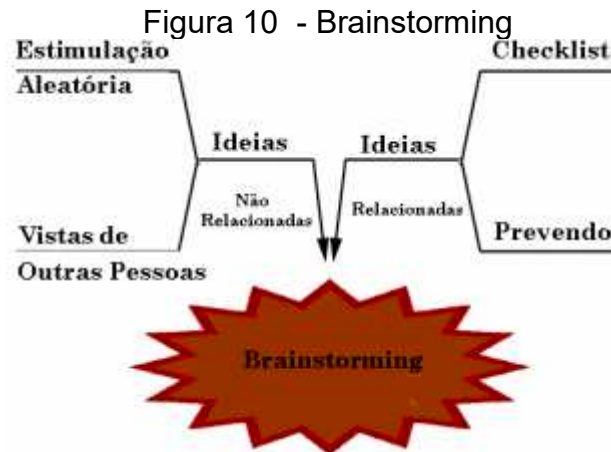 Figura 10 - Brainstorming
Estimulação
Aleatória
Checklist
Ideias
Não
Relacionadas
Ideias
Relacionadas
Vistas de
Outras Pessoas
Prevendo
Brainstorming